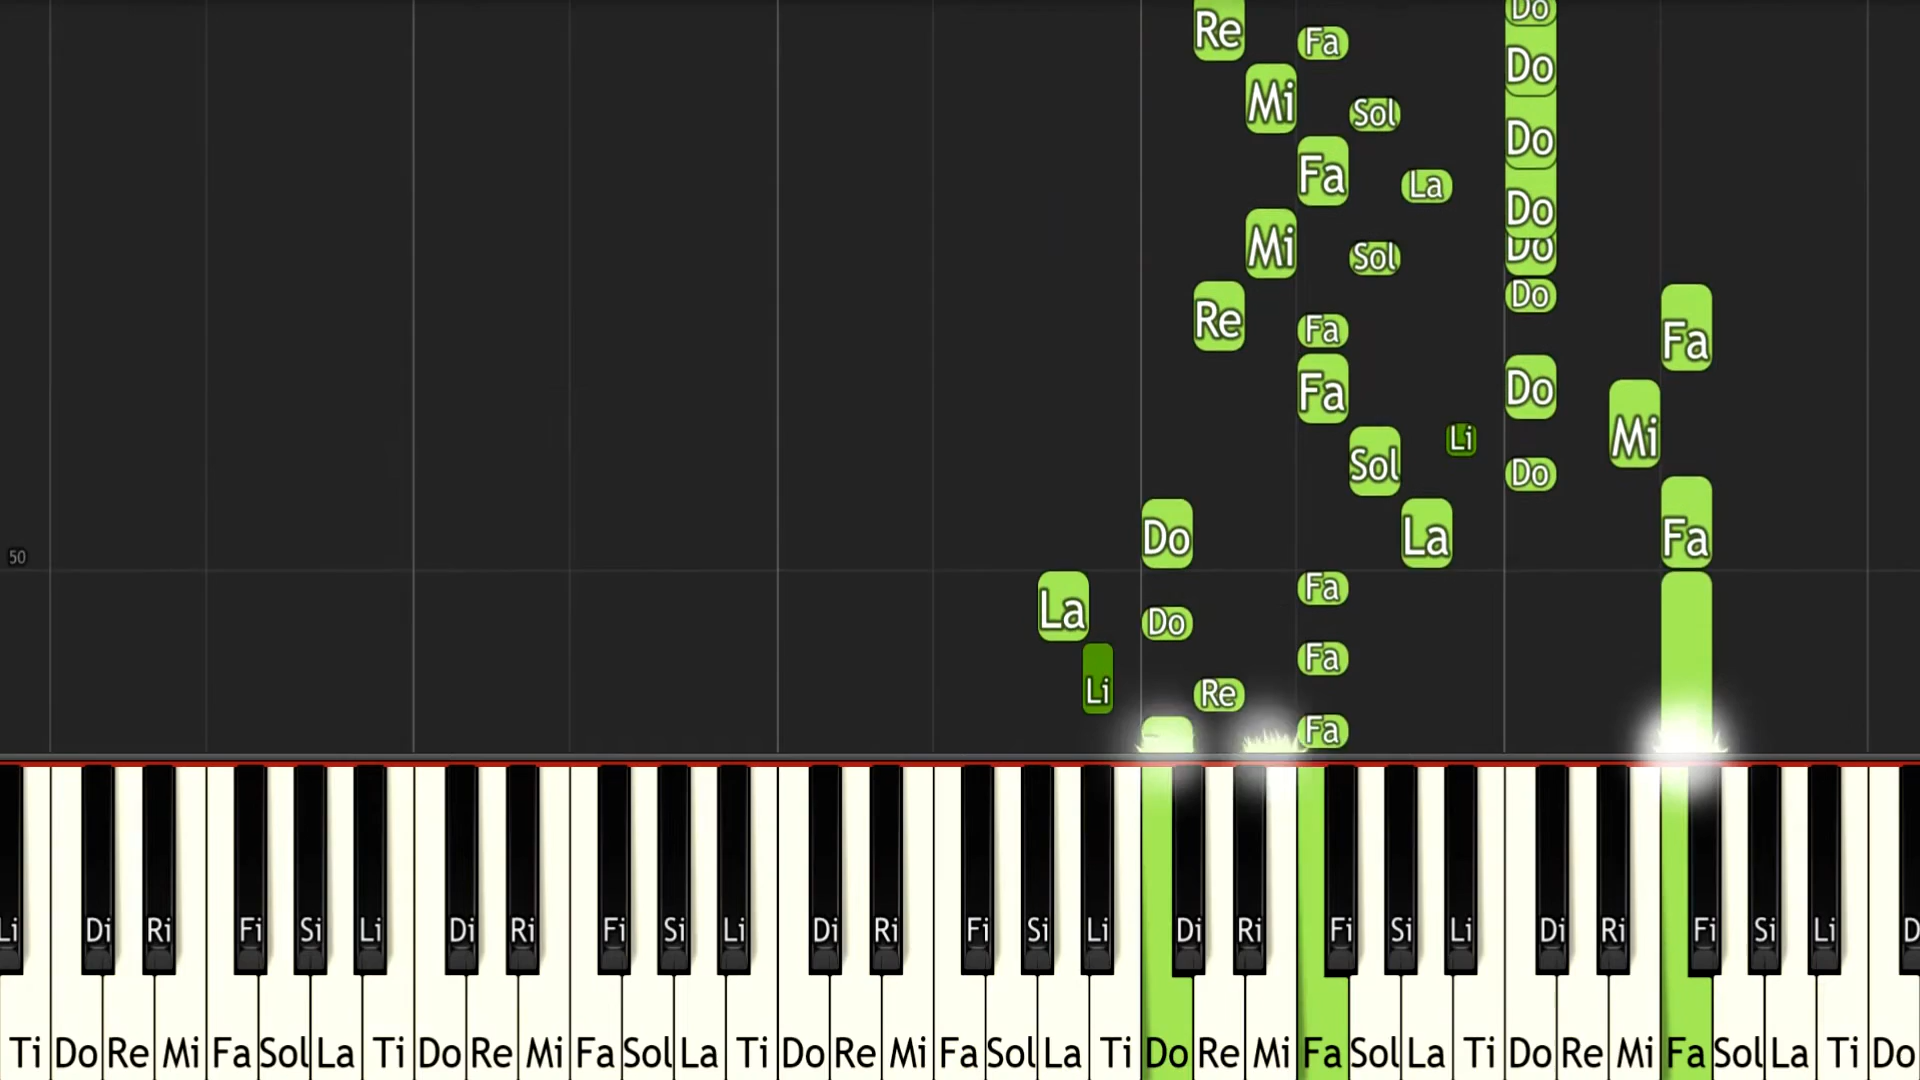 Do
Re Fa
Do
Mi Sol
Do
Fa La
Do
Mi Sol Do
Do
Re Fa Fa
Fa Do
Li Mi
Sol Do
Do La Fa
50
La Do Fa
Fa
Li Re
Fa
Li Di Ri Fi Si Li Di Ri Fi Si Li Di Ri Fi Si Li Di Ri Fi Si Li Di Ri Fi Si Li D
Ti Do Re Mi Fa Sol La Ti Do Re Mi Fa Sol La Ti Do Re Mi Fa Sol La Ti Do Re Mi Fa Sol La Ti Do Re Mi Fa Sol La Ti Do